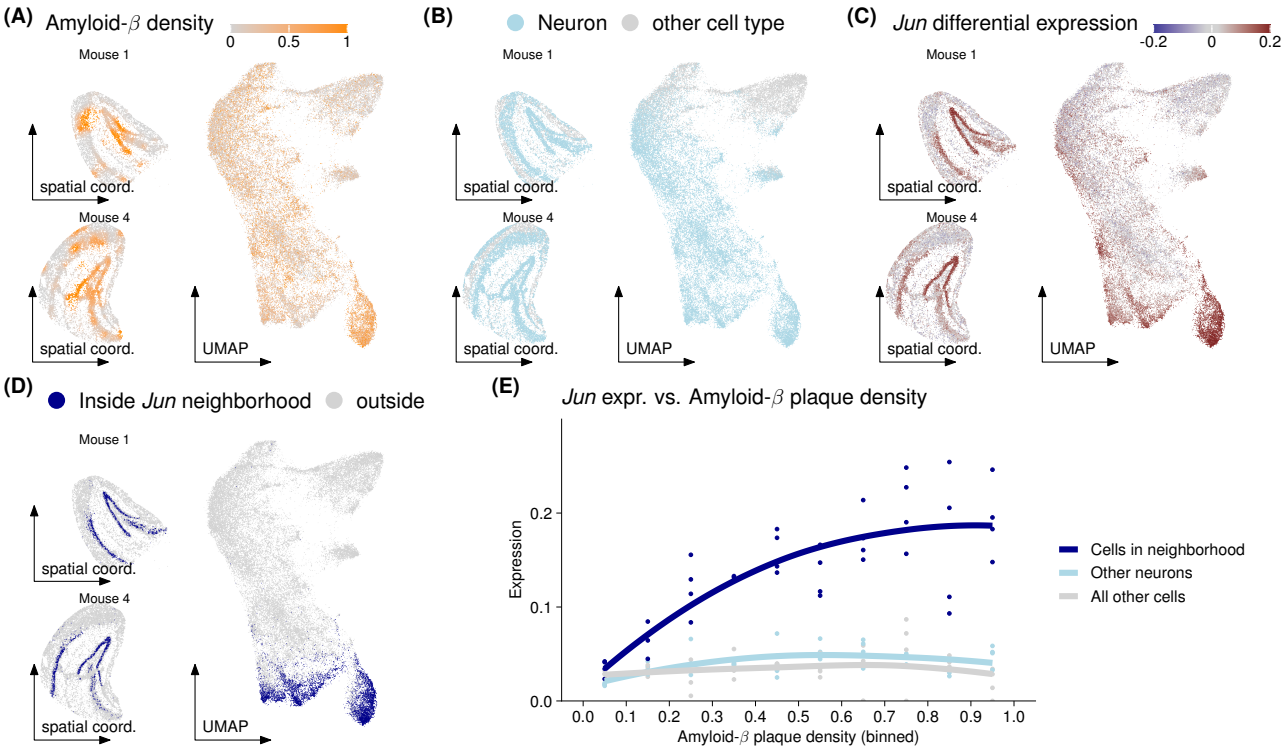 (A) Amyloid-β density
0 0.5 1
Mouse 1
spatial coord.
Mouse 4
spatial coord.
UMAP
(B) Neuron other cell type
Mouse 1
spatial coord.
Mouse 4
spatial coord.
UMAP
(C) Jun differential expression
-0.2 0 0.2
Mouse 1
spatial coord.
Mouse 4
spatial coord.
UMAP
(D) Inside Jun neighborhood outside
Mouse 1
spatial coord.
Mouse 4
spatial coord.
UMAP
(E) Jun expr. vs. Amyloid-β plaque density
Expression
0.2
0.1
0.0
0.0 0.1 0.2 0.3 0.4 0.5 0.6 0.7 0.8 0.9 1.0
Amyloid-β plaque density (binned)
Cells in neighborhood
Other neurons
All other cells